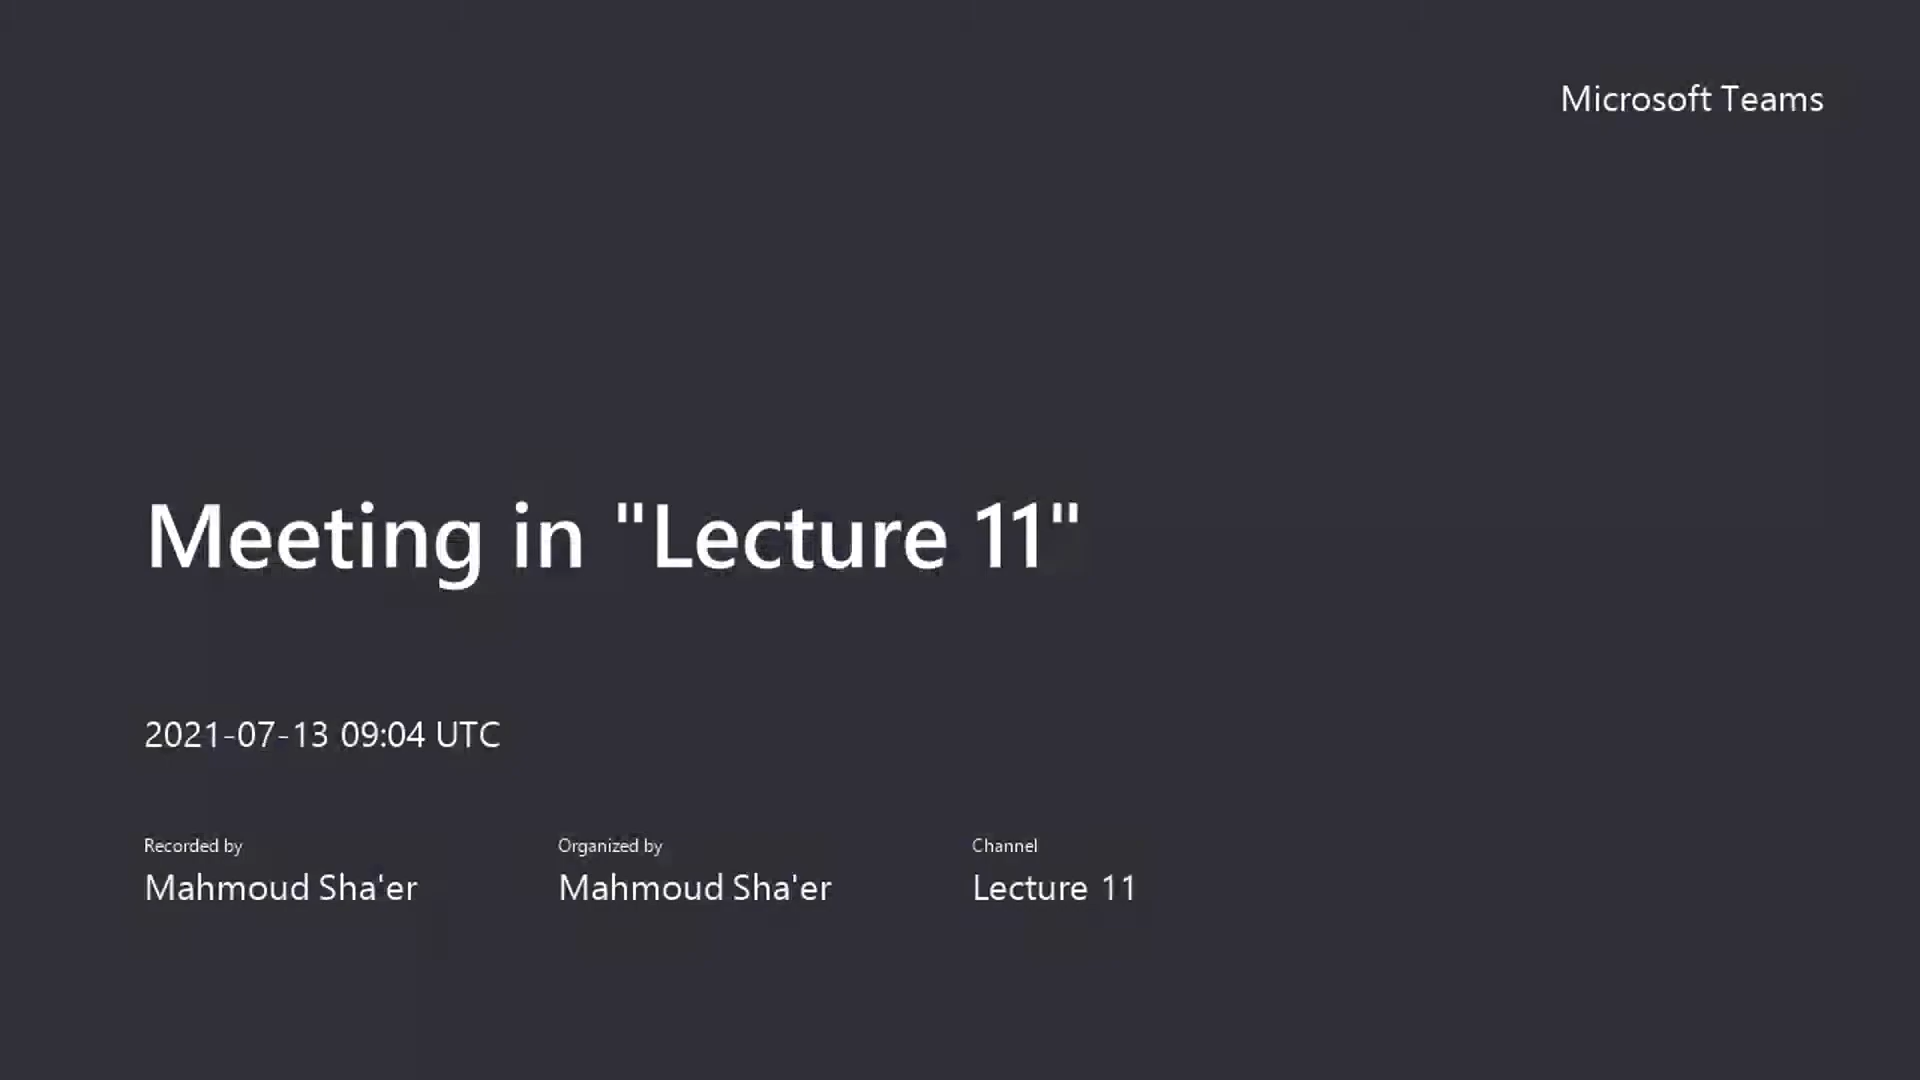 Microsoft Teams
Meeting in "Lecture 11"
2021-07-13 09:04 UTC
Recorded by
Mahmoud Sha'er
Organized by
Mahmoud Sha'er
Channel
Lecture 11